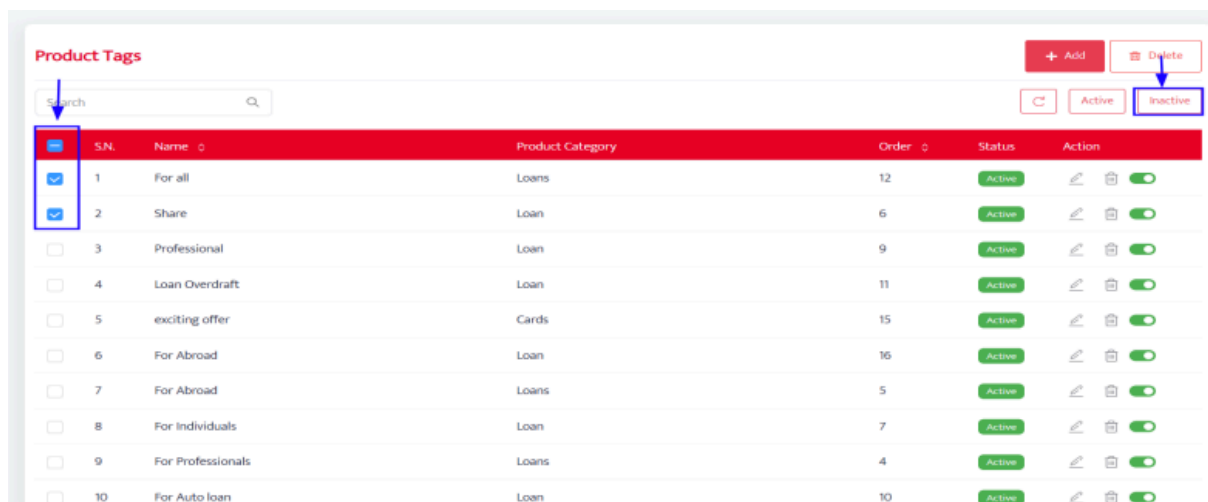 Product Tags
+ Add
Delete
Search
Active
Inactive
S.N. Name Product Category Order Status Action
1 For all Loans 12 Active
2 Share Loan 6 Active
3 Professional Loan 9 Active
4 Loan Overdraft Loan 11 Active
5 exciting offer Cards 15 Active
6 For Abroad Loan 16 Active
7 For Abroad Loans 5 Active
8 For Individuals Loan 7 Active
9 For Professionals Loans 4 Active
10 For Auto loan Loan 10 Active